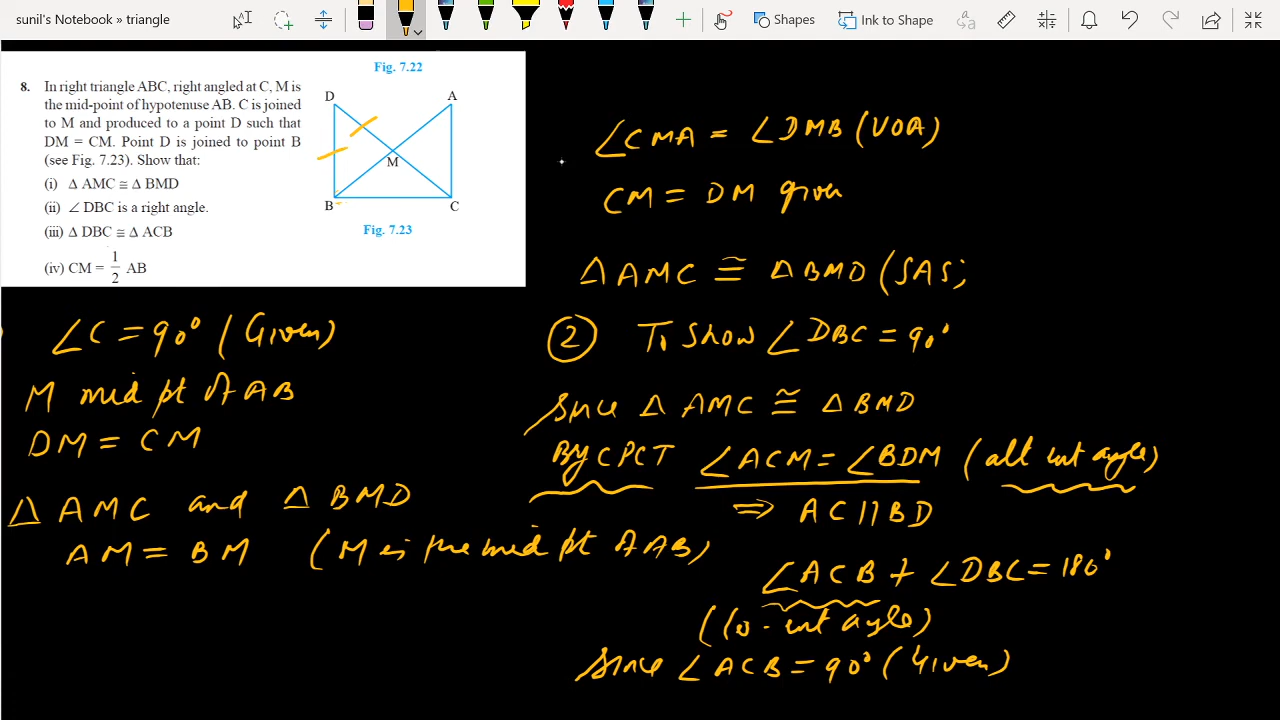 sunil's Notebook » triangle
Shapes
Ink to Shape
Fig. 7.22
8. In right triangle ABC, right angled at C, M is
the mid-point of hypotenuse AB. C is joined
to M and produced to a point D such that
DM = CM. Point D is joined to point B
(see Fig. 7.23). Show that:
(i) Δ AMC ≅ Δ BMD
(ii) ∠ DBC is a right angle.
(iii) Δ DBC ≅ Δ ACB
(iv) CM = 1/2 AB
D A
M
B C
Fig. 7.23
∠C = 90° (Given)
M mid pt of AB
DM = CM
Δ AMC and Δ BMD
AM = BM (M is the mid pt of AB)
∠CMA = ∠DMB (VOA)
CM = DM given
Δ AMC ≅ Δ BMD (SAS;
② To show ∠DBC = 90°
Since Δ AMC ≅ Δ BMD
By CPCT ∠ACM = ∠BDM (alt int angle)
⇒ AC || BD
∠ACB + ∠DBC = 180°
(co-int angle)
Since ∠ACB = 90° (Given)